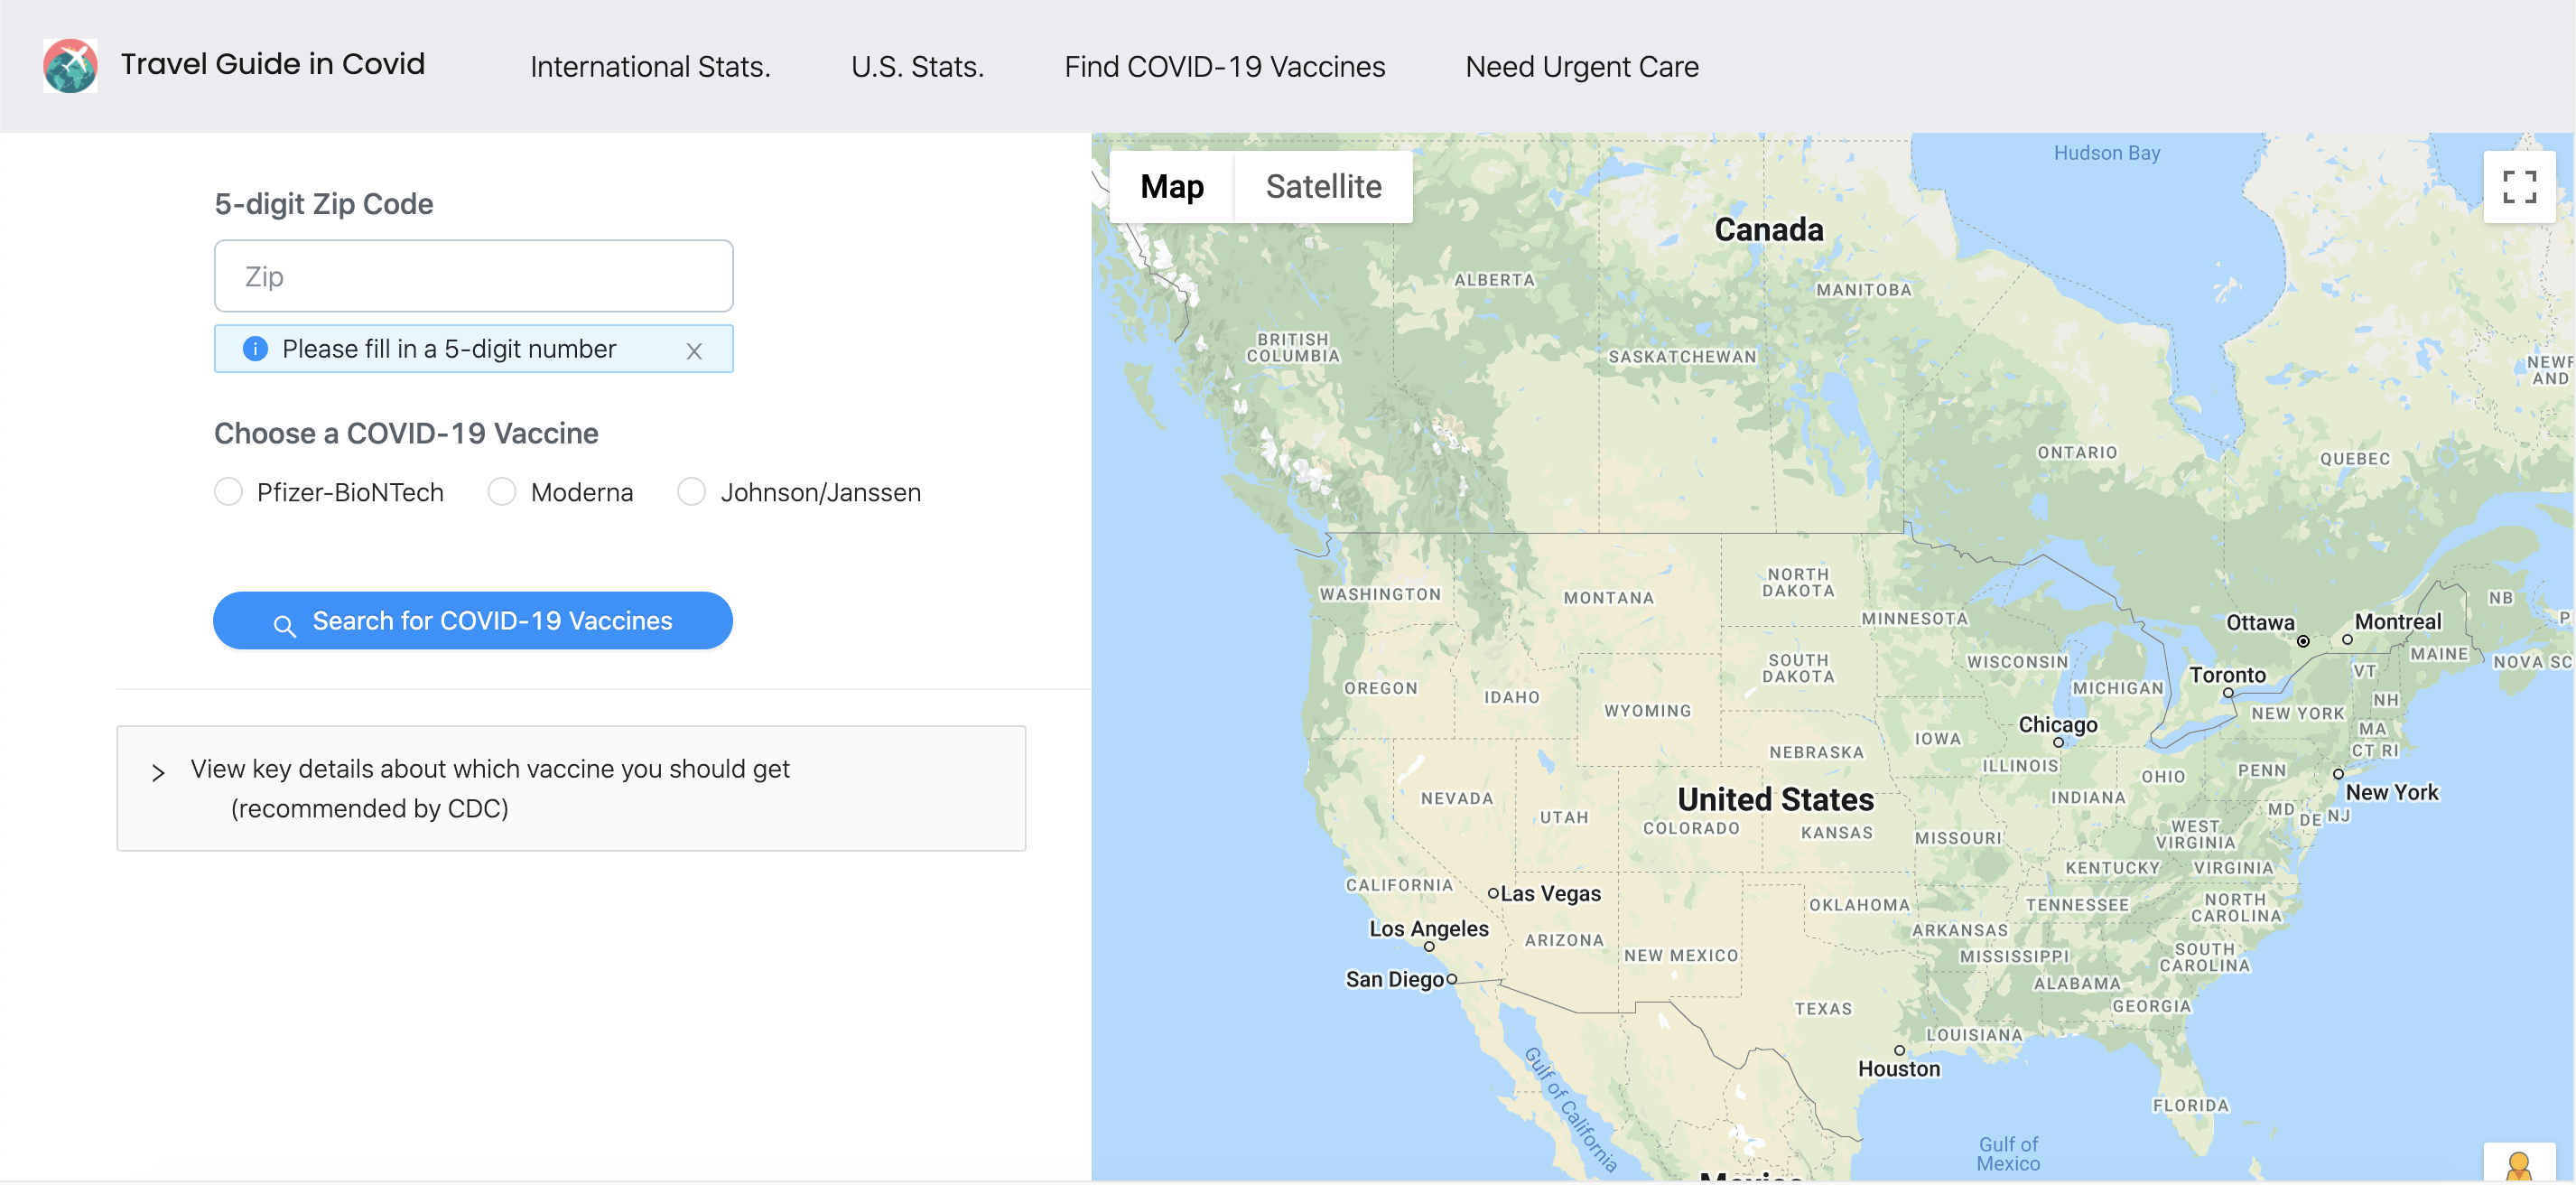 Travel Guide in Covid
International Stats.
U.S. Stats.
Find COVID-19 Vaccines
Need Urgent Care
5-digit Zip Code
Zip
Please fill in a 5-digit number
X
Choose a COVID-19 Vaccine
Pfizer-BioNTech
Moderna
Johnson/Janssen
Search for COVID-19 Vaccines
View key details about which vaccine you should get
(recommended by CDC)
Map
Satellite
Hudson Bay
Canada
ALBERTA
MANITOBA
BRITISH
COLUMBIA
SASKATCHEWAN
NEWF
AND
ONTARIO
QUEBEC
WASHINGTON
MONTANA
NORTH
DAKOTA
MINNESOTA
NB
P
Ottawa
Montreal
OREGON
IDAHO
SOUTH
DAKOTA
WISCONSIN
MICHIGAN
Toronto
VT
MAINE
NOVA SC
NH
WYOMING
NEW YORK
Chicago
MA
CT RI
NEBRASKA
IOWA
ILLINOIS
OHIO
PENN
INDIANA
NEVADA
UTAH
United States
COLORADO
KANSAS
MISSOURI
WEST
VIRGINIA
MD
DE
NJ
New York
KENTUCKY
VIRGINIA
CALIFORNIA
Las Vegas
OKLAHOMA
TENNESSEE
NORTH
CAROLINA
Los Angeles
ARIZONA
NEW MEXICO
ARKANSAS
MISSISSIPPI
SOUTH
CAROLINA
San Diego
ALABAMA
GEORGIA
TEXAS
LOUISIANA
Houston
Gulf of California
FLORIDA
Gulf of
Mexico
Mexico